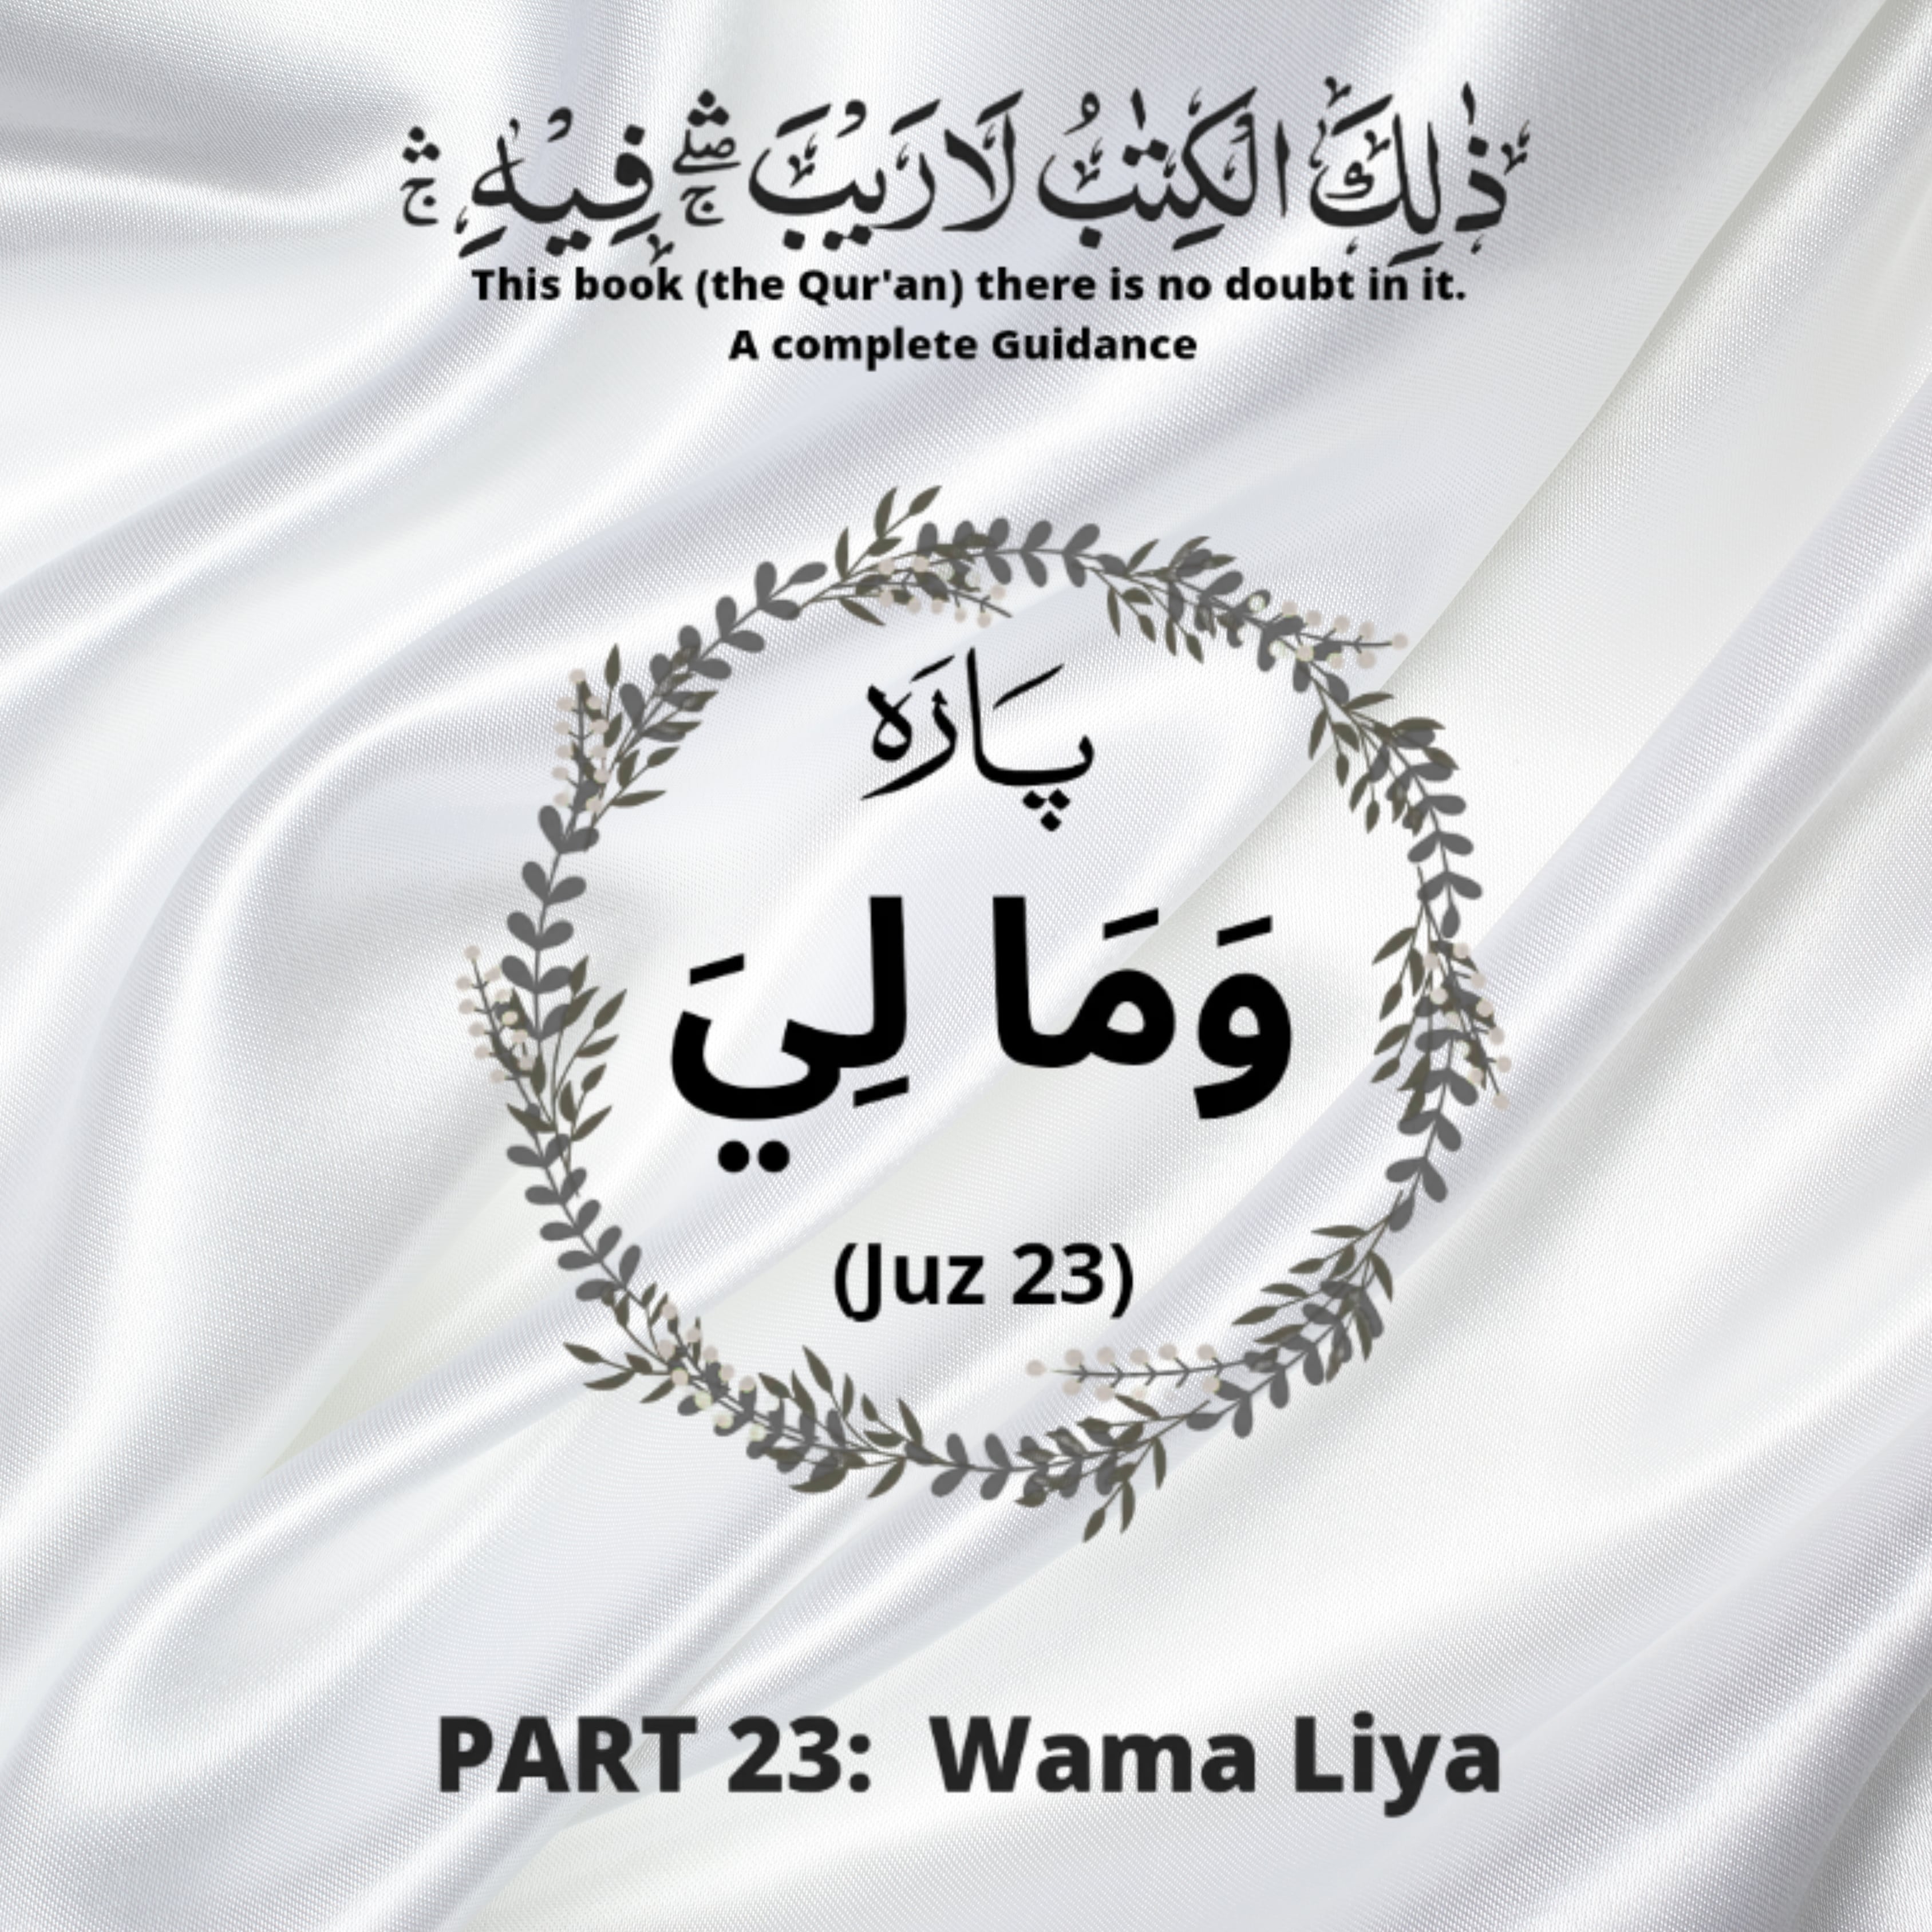 ذٰلِكَ الْكِتٰبُ لَا رَيْبَ ۛۖۚ فِيْهِ ۛۚ
This book (the Qur'an) there is no doubt in it.
A complete Guidance
پَارَہ
وَمَا لِيَ
(Juz 23)
PART 23: Wama Liya